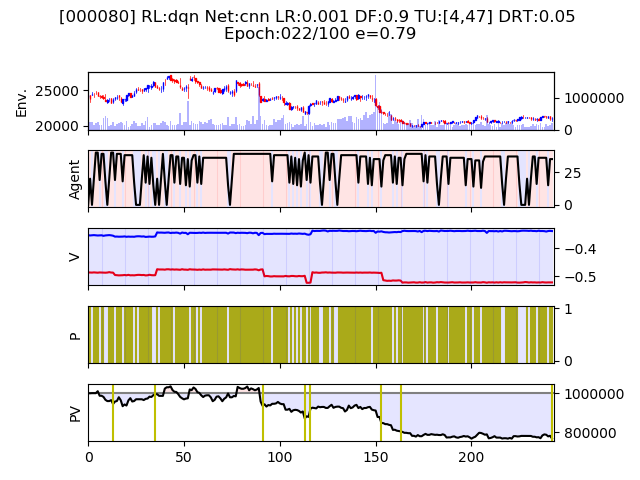 [000080] RL:dqn Net:cnn LR:0.001 DF:0.9 TU:[4,47] DRT:0.05
Epoch:022/100 e=0.79
Env.
25000
20000
1000000
0
Agent
25
0
V
−0.4
−0.5
P
1
0
PV
1000000
800000
0 50 100 150 200